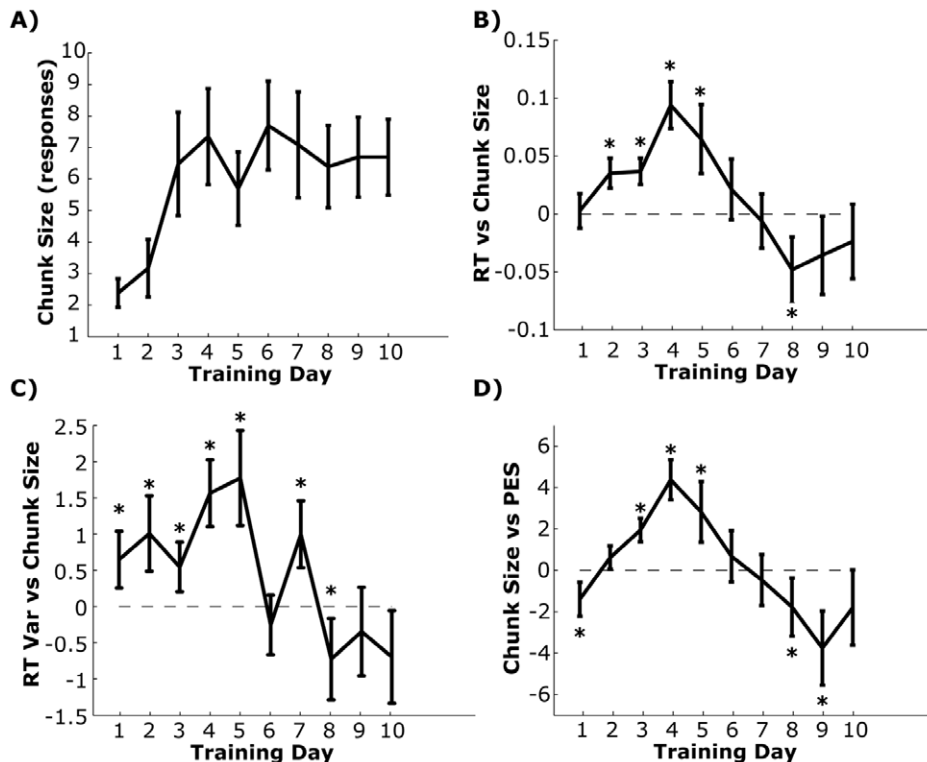 A)
Chunk Size (responses)
10
9
8
7
6
5
4
3
2
1
1 2 3 4 5 6 7 8 9 10
Training Day
B)
RT vs Chunk Size
0.15
0.1
0.05
0
-0.05
-0.1
* * * * *
*
1 2 3 4 5 6 7 8 9 10
Training Day
C)
RT Var vs Chunk Size
2.5
2
1.5
1
0.5
0
-0.5
-1
-1.5
* * * * * * *
1 2 3 4 5 6 7 8 9 10
Training Day
D)
Chunk Size vs PES
6
4
2
0
-2
-4
-6
* * *
* * *
1 2 3 4 5 6 7 8 9 10
Training Day